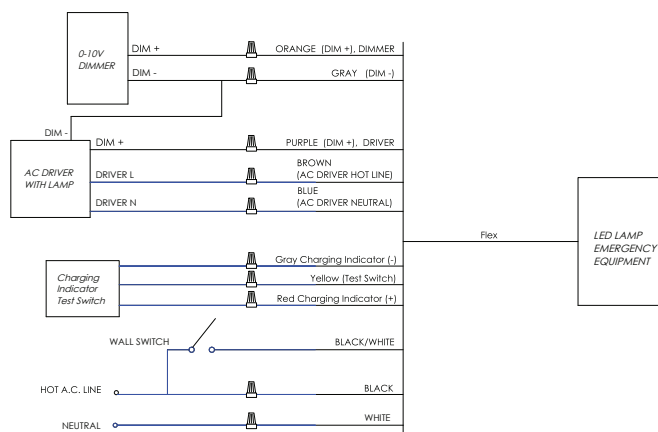 0-10V
DIMMER
DIM +
ORANGE (DIM +), DIMMER
DIM -
GRAY (DIM -)
DIM -
AC DRIVER
WITH LAMP
DIM +
PURPLE (DIM +), DRIVER
DRIVER L
BROWN
(AC DRIVER HOT LINE)
DRIVER N
BLUE
(AC DRIVER NEUTRAL)
Flex
LED LAMP
EMERGENCY
EQUIPMENT
Charging
Indicator
Test Switch
Gray Charging Indicator (-)
Yellow (Test Switch)
Red Charging Indicator (+)
WALL SWITCH
BLACK/WHITE
HOT A.C. LINE
BLACK
NEUTRAL
WHITE